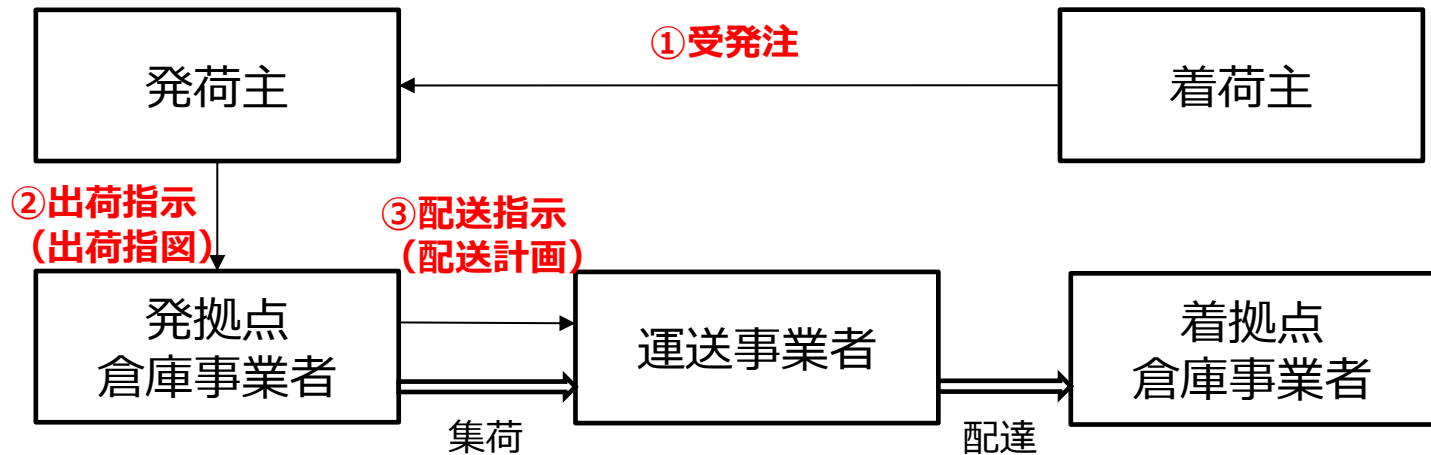 ①受発注
発荷主
着荷主
②出荷指示
（出荷指図）
③配送指示
（配送計画）
発拠点
倉庫事業者
運送事業者
着拠点
倉庫事業者
集荷
配達